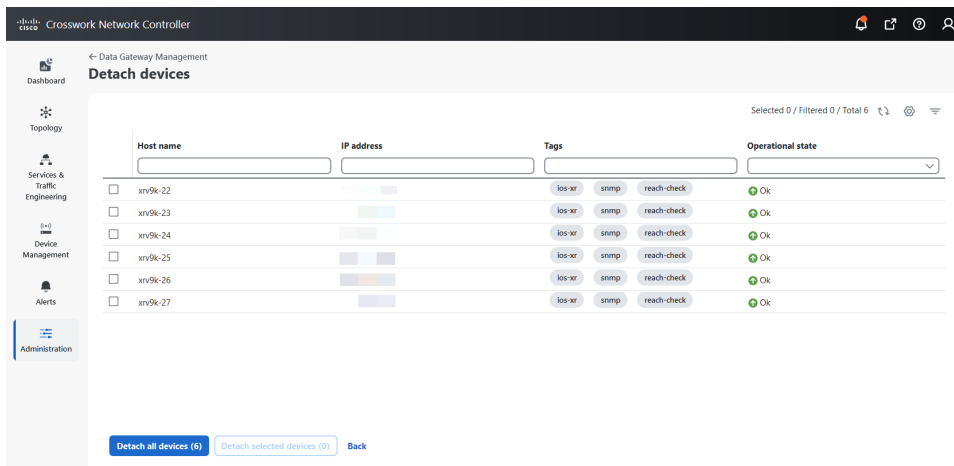 cisco Crosswork Network Controller
← Data Gateway Management
Detach devices
Dashboard
Topology
Services &
Traffic
Engineering
Device
Management
Alerts
Administration
Selected 0 / Filtered 0 / Total 6
Host name IP address Tags Operational state
xrv9k-22 ios-xr snmp reach-check Ok
xrv9k-23 ios-xr snmp reach-check Ok
xrv9k-24 ios-xr snmp reach-check Ok
xrv9k-25 ios-xr snmp reach-check Ok
xrv9k-26 ios-xr snmp reach-check Ok
xrv9k-27 ios-xr snmp reach-check Ok
Detach all devices (6) Detach selected devices (0) Back